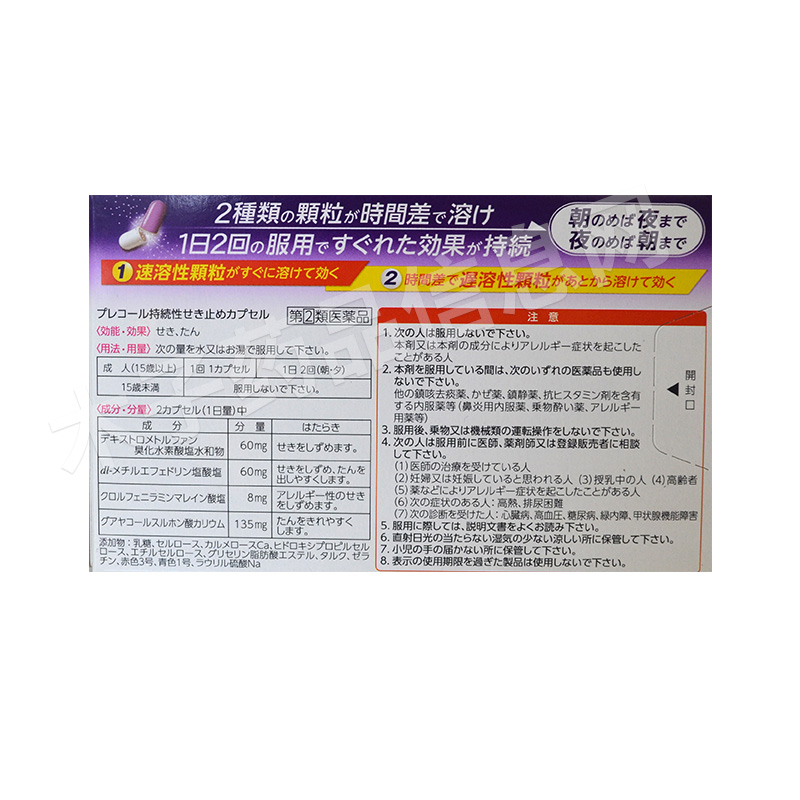 2種類の顆粒が時間差で溶け
1日2回の服用ですぐれた効果が持続
朝のめば夜まで
夜のめば朝まで
1 速溶性顆粒がすぐに溶けて効く
2 時間差で遅溶性顆粒があとから溶けて効く
プレコール持続性せき止めカプセル 第②類医薬品
〈効能・効果〉 せき、たん
〈用法・用量〉 次の量を水又はお湯で服用して下さい。
成 人(15歳以上) 1回 1カプセル 1日 2回(朝・夕)
15歳未満 服用しないで下さい。
〈成分・分量〉 2カプセル(1日量)中
成 分 分 量 はたらき
デキストロメトルファン
臭化水素酸塩水和物 60mg せきをしずめます。
dl-メチルエフェドリン塩酸塩 60mg せきをしずめ、たんを
出しやすくします。
クロルフェニラミンマレイン酸塩 8mg アレルギー性のせき
をしずめます。
グアヤコールスルホン酸カリウム 135mg たんをきれやすく
します。
添加物:乳糖、セルロース、カルメロースCa、ヒドロキシプロピルセル
ロース、エチルセルロース、グリセリン脂肪酸エステル、タルク、ゼラ
チン、赤色3号、青色1号、ラウリル硫酸Na
注 意
1. 次の人は服用しないで下さい。
本剤又は本剤の成分によりアレルギー症状を起こした
ことがある人
2. 本剤を服用している間は、次のいずれの医薬品も使用し
ないで下さい。
他の鎮咳去痰薬、かぜ薬、鎮静薬、抗ヒスタミン剤を含有
する内服薬等(鼻炎用内服薬、乗物酔い薬、アレルギー
用薬等)
3. 服用後、乗物又は機械類の運転操作をしないで下さい。
4. 次の人は服用前に医師、薬剤師又は登録販売者に相談
して下さい。
(1)医師の治療を受けている人
(2)妊婦又は妊娠していると思われる人 (3)授乳中の人 (4)高齢者
(5)薬などによりアレルギー症状を起こしたことがある人
(6)次の症状のある人:高熱、排尿困難
(7)次の診断を受けた人:心臓病、高血圧、糖尿病、緑内障、甲状腺機能障害
5. 服用に際しては、説明文書をよくお読み下さい。
6. 直射日光の当たらない湿気の少ない涼しい所に保管して下さい。
7. 小児の手の届かない所に保管して下さい。
8. 表示の使用期限を過ぎた製品は使用しないで下さい。
開封口